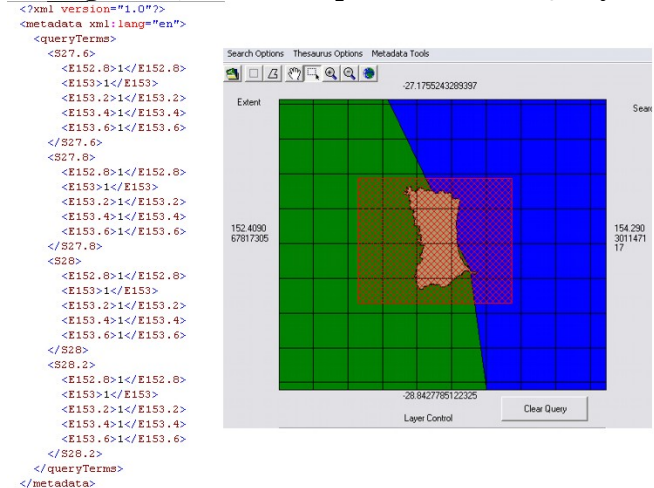 <?xml version="1.0"?>
<metadata xml:lang="en">
<queryTerms>
<S27.6>
<E152.8>1</E152.8>
<E153>1</E153>
<E153.2>1</E153.2>
<E153.4>1</E153.4>
<E153.6>1</E153.6>
</S27.6>
<S27.8>
<E152.8>1</E152.8>
<E153>1</E153>
<E153.2>1</E153.2>
<E153.4>1</E153.4>
<E153.6>1</E153.6>
</S27.8>
<S28>
<E152.8>1</E152.8>
<E153>1</E153>
<E153.2>1</E153.2>
<E153.4>1</E153.4>
<E153.6>1</E153.6>
</S28>
<S28.2>
<E152.8>1</E152.8>
<E153>1</E153>
<E153.2>1</E153.2>
<E153.4>1</E153.4>
<E153.6>1</E153.6>
</S28.2>
</queryTerms>
</metadata>
Search Options Thesaurus Options Metadata Tools
-27.1755243289397
Extent
Sear
152.4090
67817305
154.290
3011471
17
-28.8427785122325
Layer Control
Clear Query